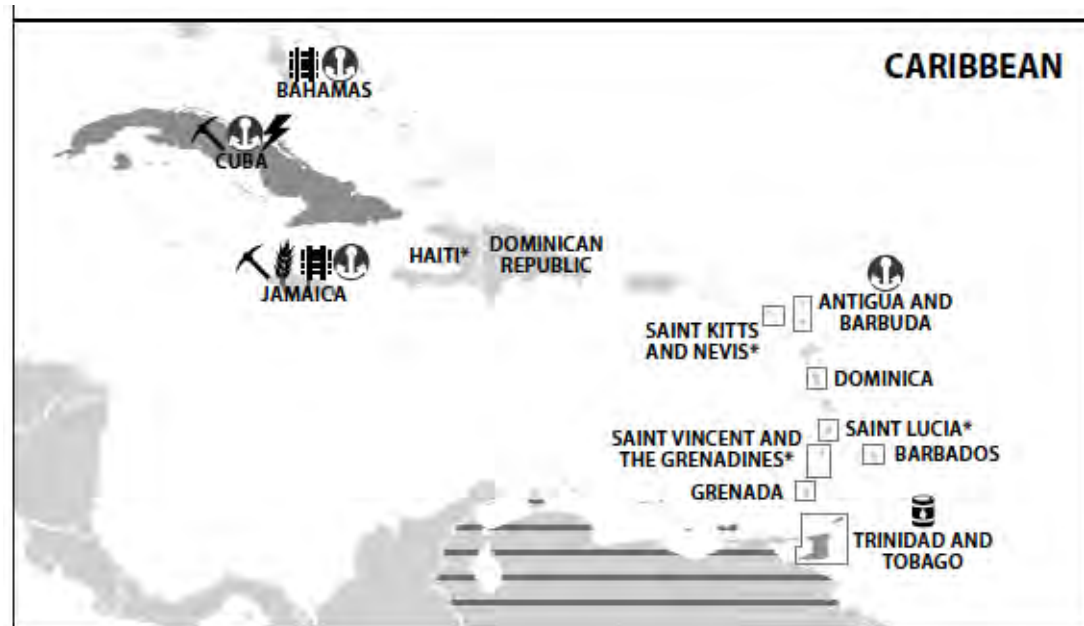 CARIBBEAN
BAHAMAS
CUBA
JAMAICA
HAITI*
DOMINICAN
REPUBLIC
ANTIGUA AND
BARBUDA
SAINT KITTS
AND NEVIS*
DOMINICA
SAINT LUCIA*
SAINT VINCENT AND
THE GRENADINES*
BARBADOS
GRENADA
TRINIDAD AND
TOBAGO